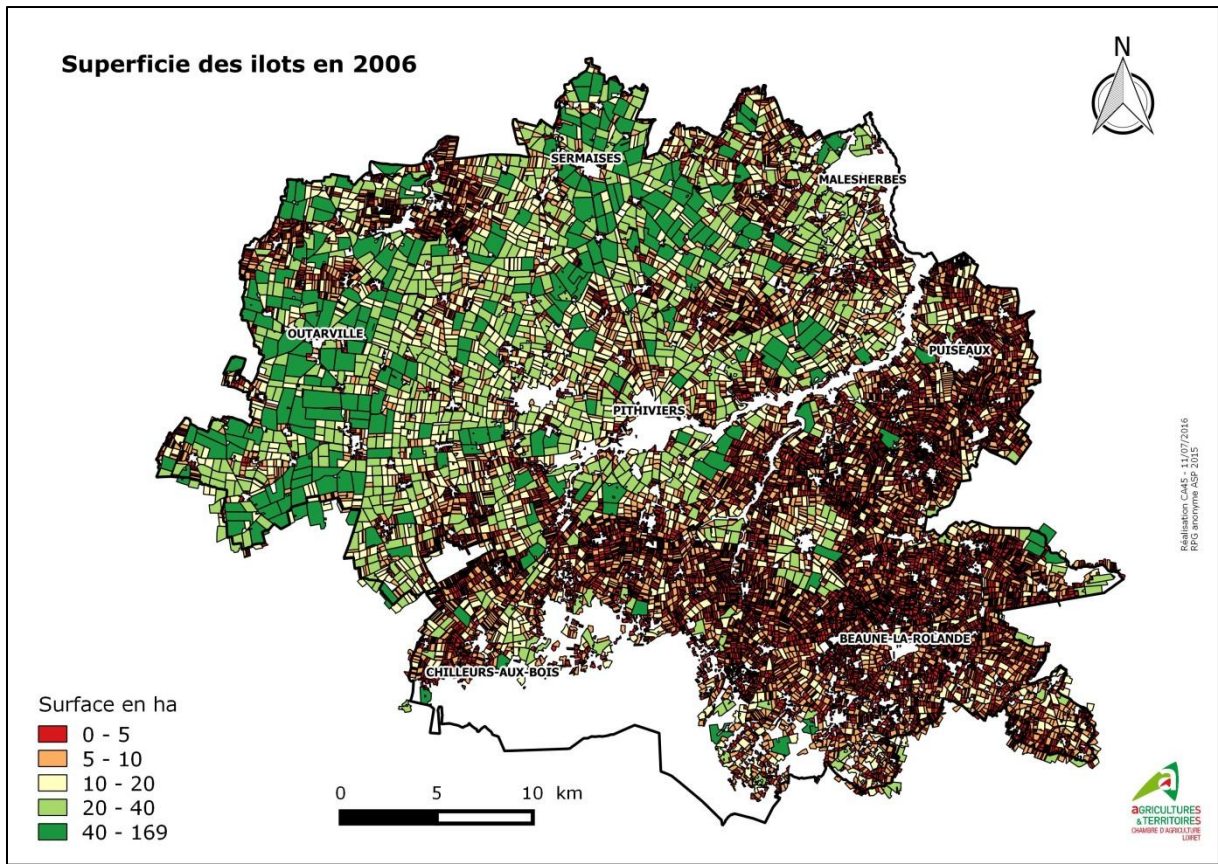 Superficie des ilots en 2006
N
SERMAISES
MALESHERBES
OUTARVILLE
PUISEAUX
PITHIVIERS
BEAUNE-LA-ROLANDE
CHILLEURS-AUX-BOIS
Réalisation CA45 - 11/07/2016
RPG anonyme ASP 2015
Surface en ha
0 - 5
5 - 10
10 - 20
20 - 40
40 - 169
0 5 10 km
aGRICULTURES
& TERRITOIRES
CHAMBRE D'AGRICULTURE
LOIRET